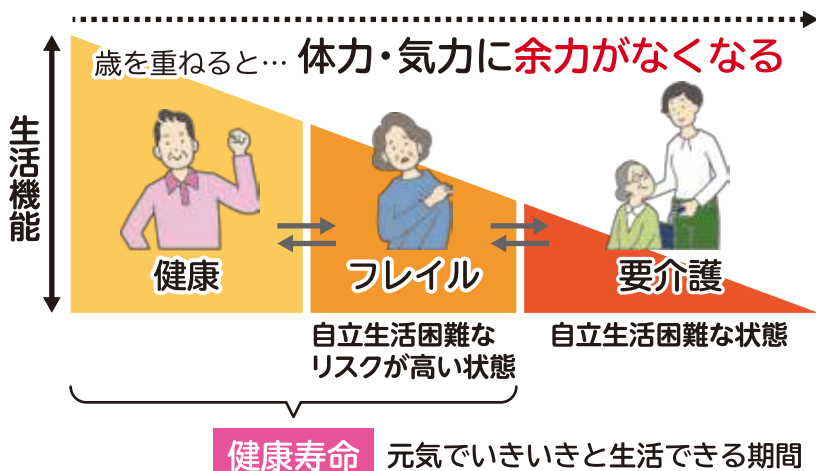 歳を重ねると… 体力・気力に余力がなくなる
生活機能
健康
フレイル
要介護
自立生活困難な
リスクが高い状態
自立生活困難な状態
健康寿命 元気でいきいきと生活できる期間